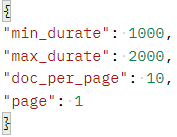 {
"min_durate": 1000,
"max_durate": 2000,
"doc_per_page": 10,
"page": 1
}